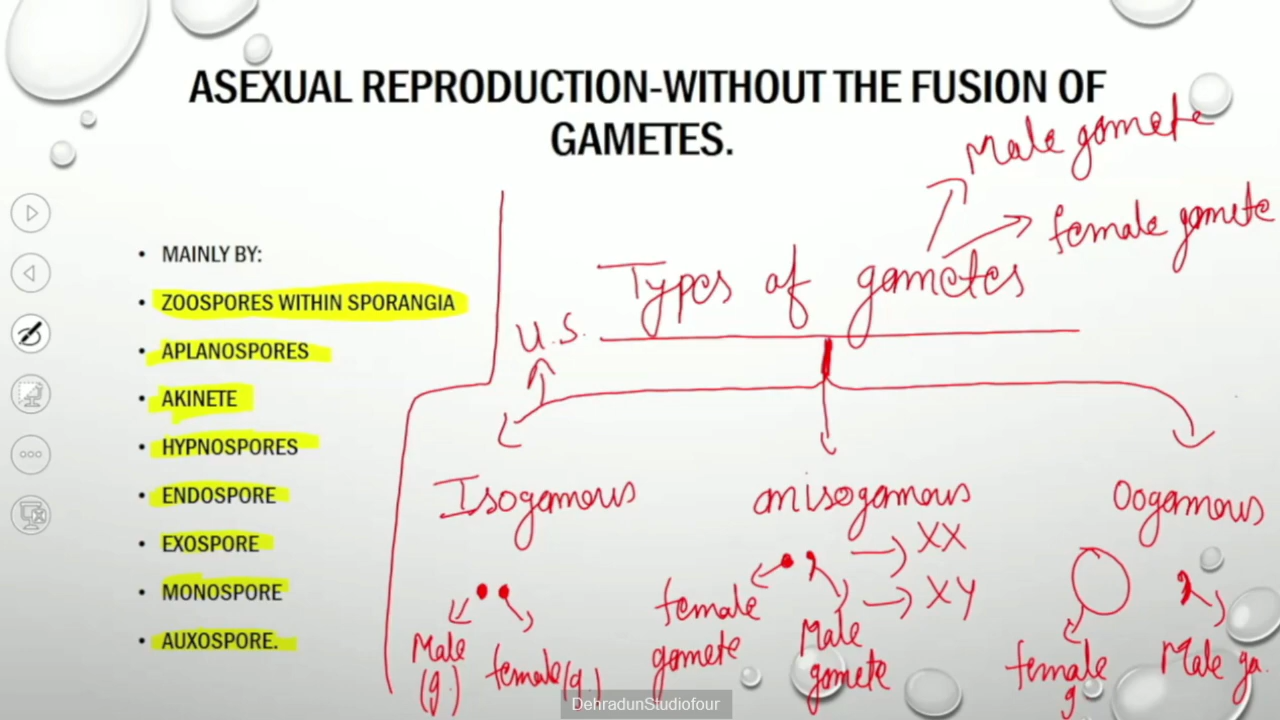 ASEXUAL REPRODUCTION-WITHOUT THE FUSION OF
GAMETES.
• MAINLY BY:
• ZOOSPORES WITHIN SPORANGIA
• APLANOSPORES
• AKINETE
• HYPNOSPORES
• ENDOSPORE
• EXOSPORE
• MONOSPORE
• AUXOSPORE.
Male gamete
female gamete
Types of gametes
U.S.
Isogamous
anisogamous
Oogamous
XX
XY
Male
(g.)
female(g.)
female
gamete
Male
gamete
female
g
Male ga.
DehradunStudiofour